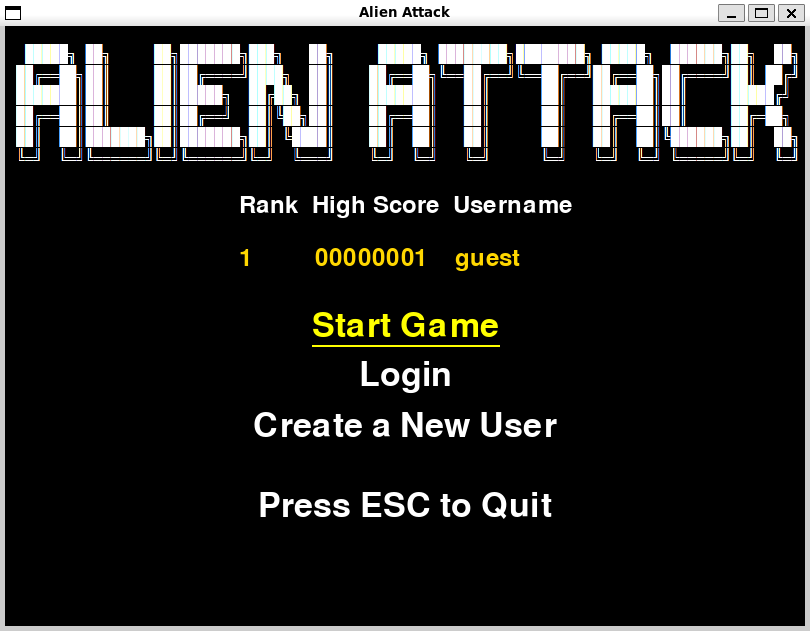 Alien Attack
ALIEN ATTACK
Rank High Score Username
1 00000001 guest
Start Game
Login
Create a New User
Press ESC to Quit